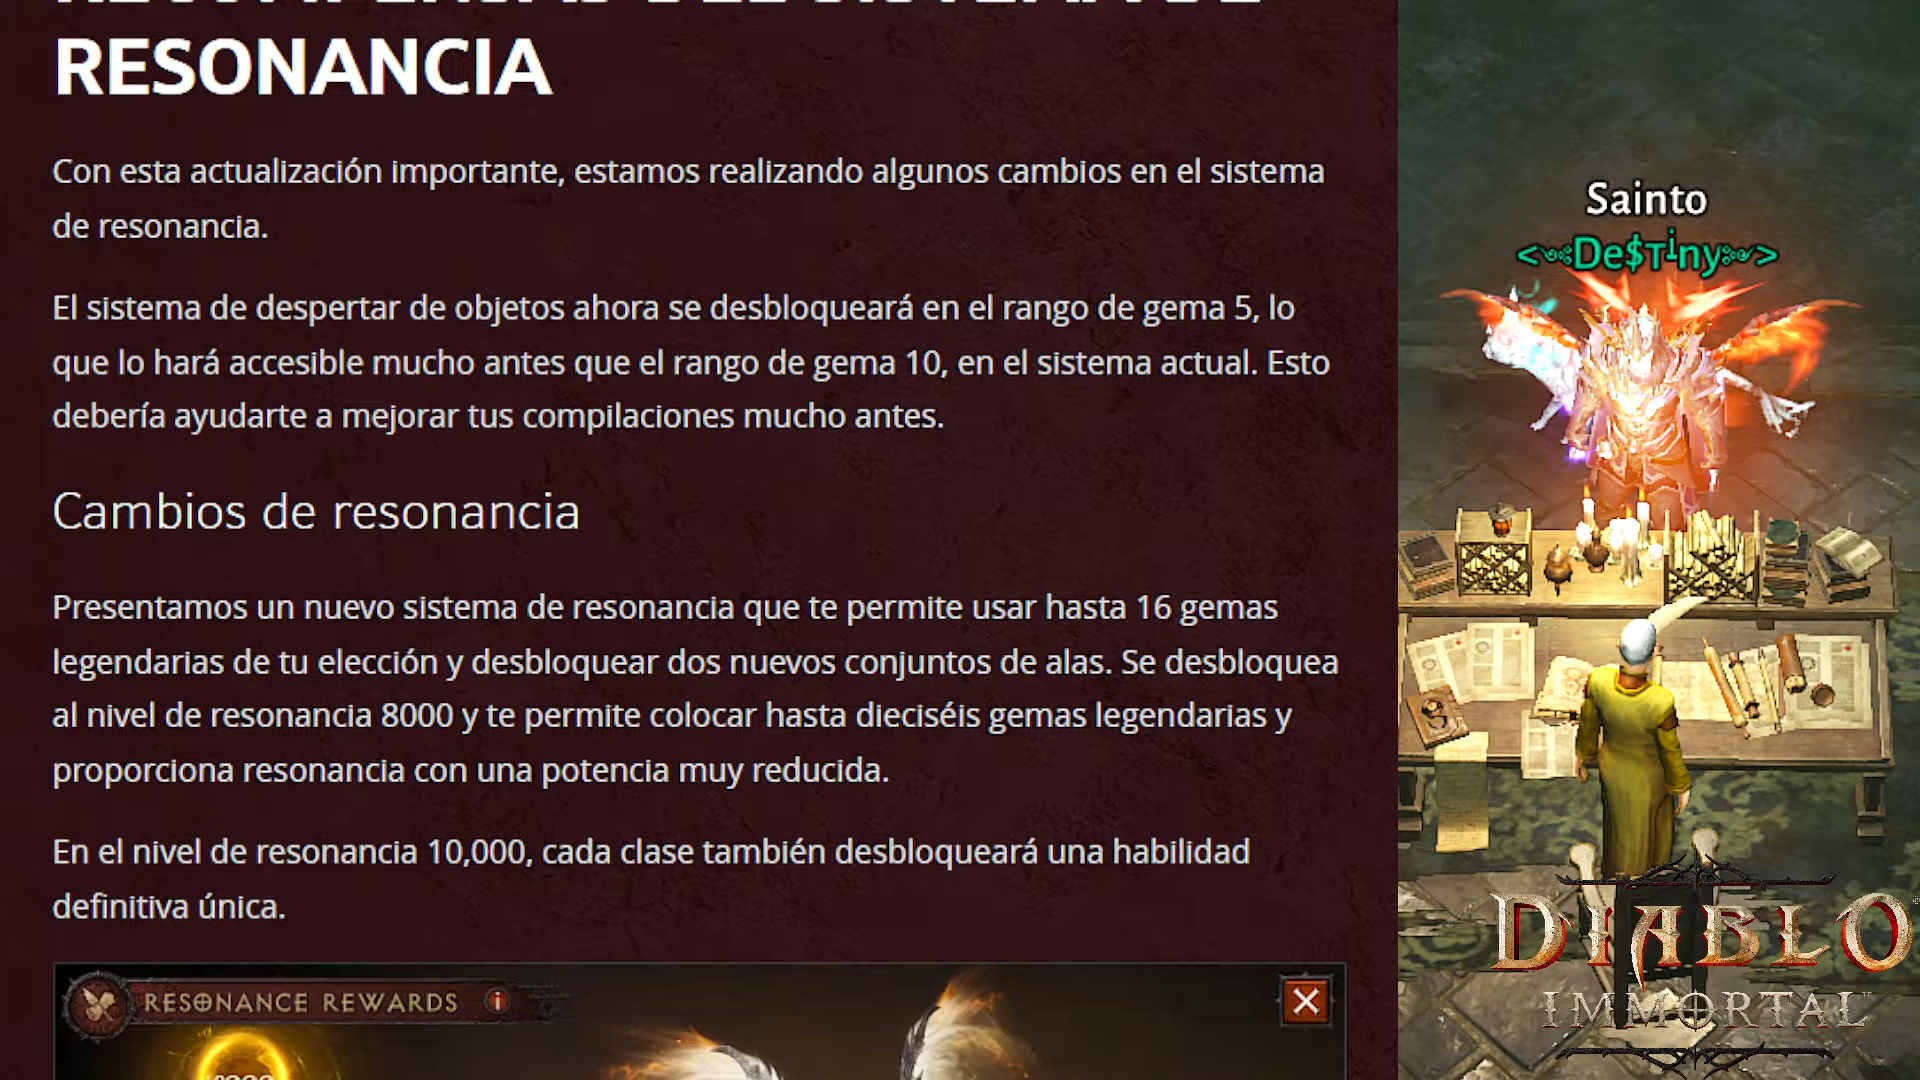 RESONANCIA
Con esta actualización importante, estamos realizando algunos cambios en el sistema
de resonancia.
El sistema de despertar de objetos ahora se desbloqueará en el rango de gema 5, lo
que lo hará accesible mucho antes que el rango de gema 10, en el sistema actual. Esto
debería ayudarte a mejorar tus compilaciones mucho antes.
Cambios de resonancia
Presentamos un nuevo sistema de resonancia que te permite usar hasta 16 gemas
legendarias de tu elección y desbloquear dos nuevos conjuntos de alas. Se desbloquea
al nivel de resonancia 8000 y te permite colocar hasta dieciséis gemas legendarias y
proporciona resonancia con una potencia muy reducida.
En el nivel de resonancia 10,000, cada clase también desbloqueará una habilidad
definitiva única.
RESONANCE REWARDS
Sainto
<༺De$TĪny༻>
DIABLO
IMMORTAL